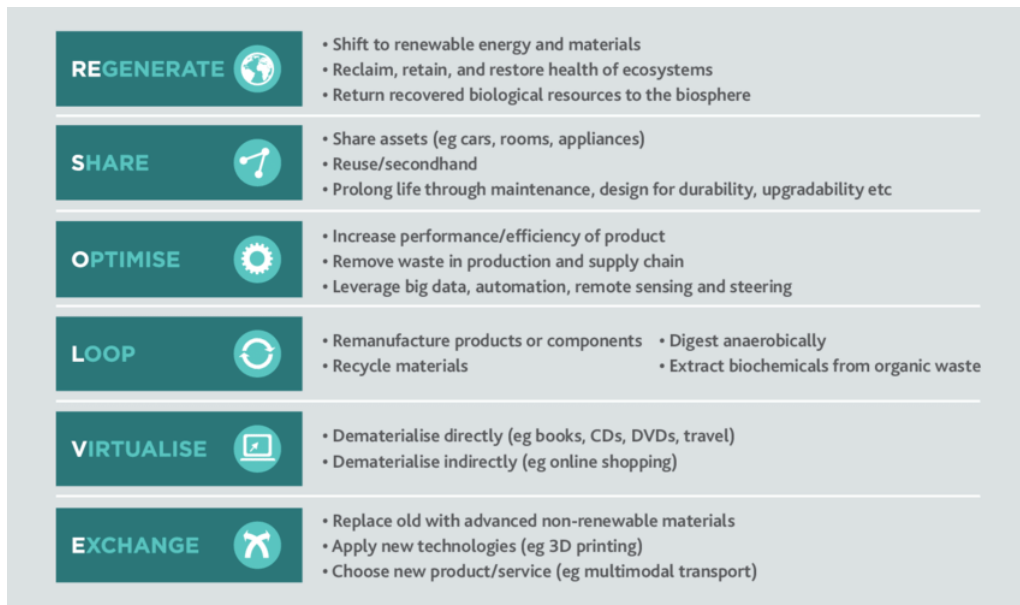 REGENERATE
• Shift to renewable energy and materials
• Reclaim, retain, and restore health of ecosystems
• Return recovered biological resources to the biosphere
SHARE
• Share assets (eg cars, rooms, appliances)
• Reuse/secondhand
• Prolong life through maintenance, design for durability, upgradability etc
OPTIMISE
• Increase performance/efficiency of product
• Remove waste in production and supply chain
• Leverage big data, automation, remote sensing and steering
LOOP
• Remanufacture products or components
• Recycle materials
• Digest anaerobically
• Extract biochemicals from organic waste
VIRTUALISE
• Dematerialise directly (eg books, CDs, DVDs, travel)
• Dematerialise indirectly (eg online shopping)
EXCHANGE
• Replace old with advanced non-renewable materials
• Apply new technologies (eg 3D printing)
• Choose new product/service (eg multimodal transport)